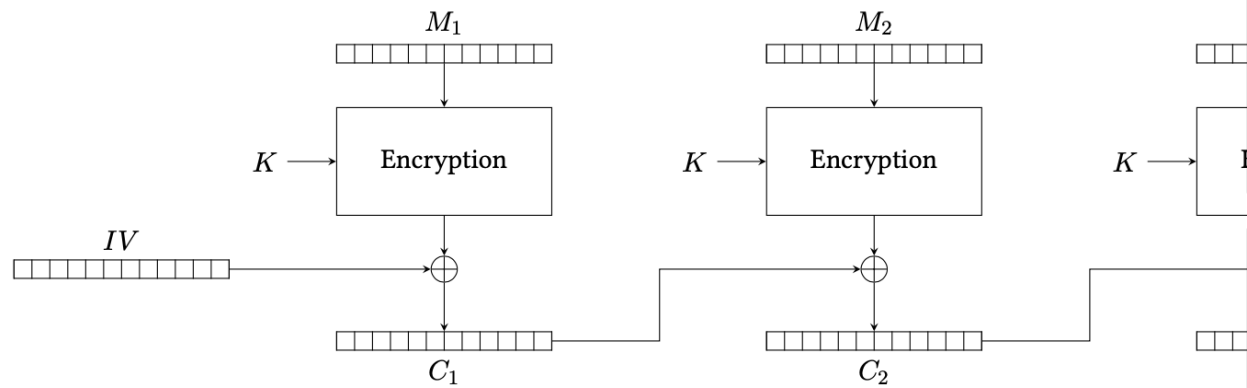 M₁ M₂
K Encryption K Encryption K
IV
C₁ C₂